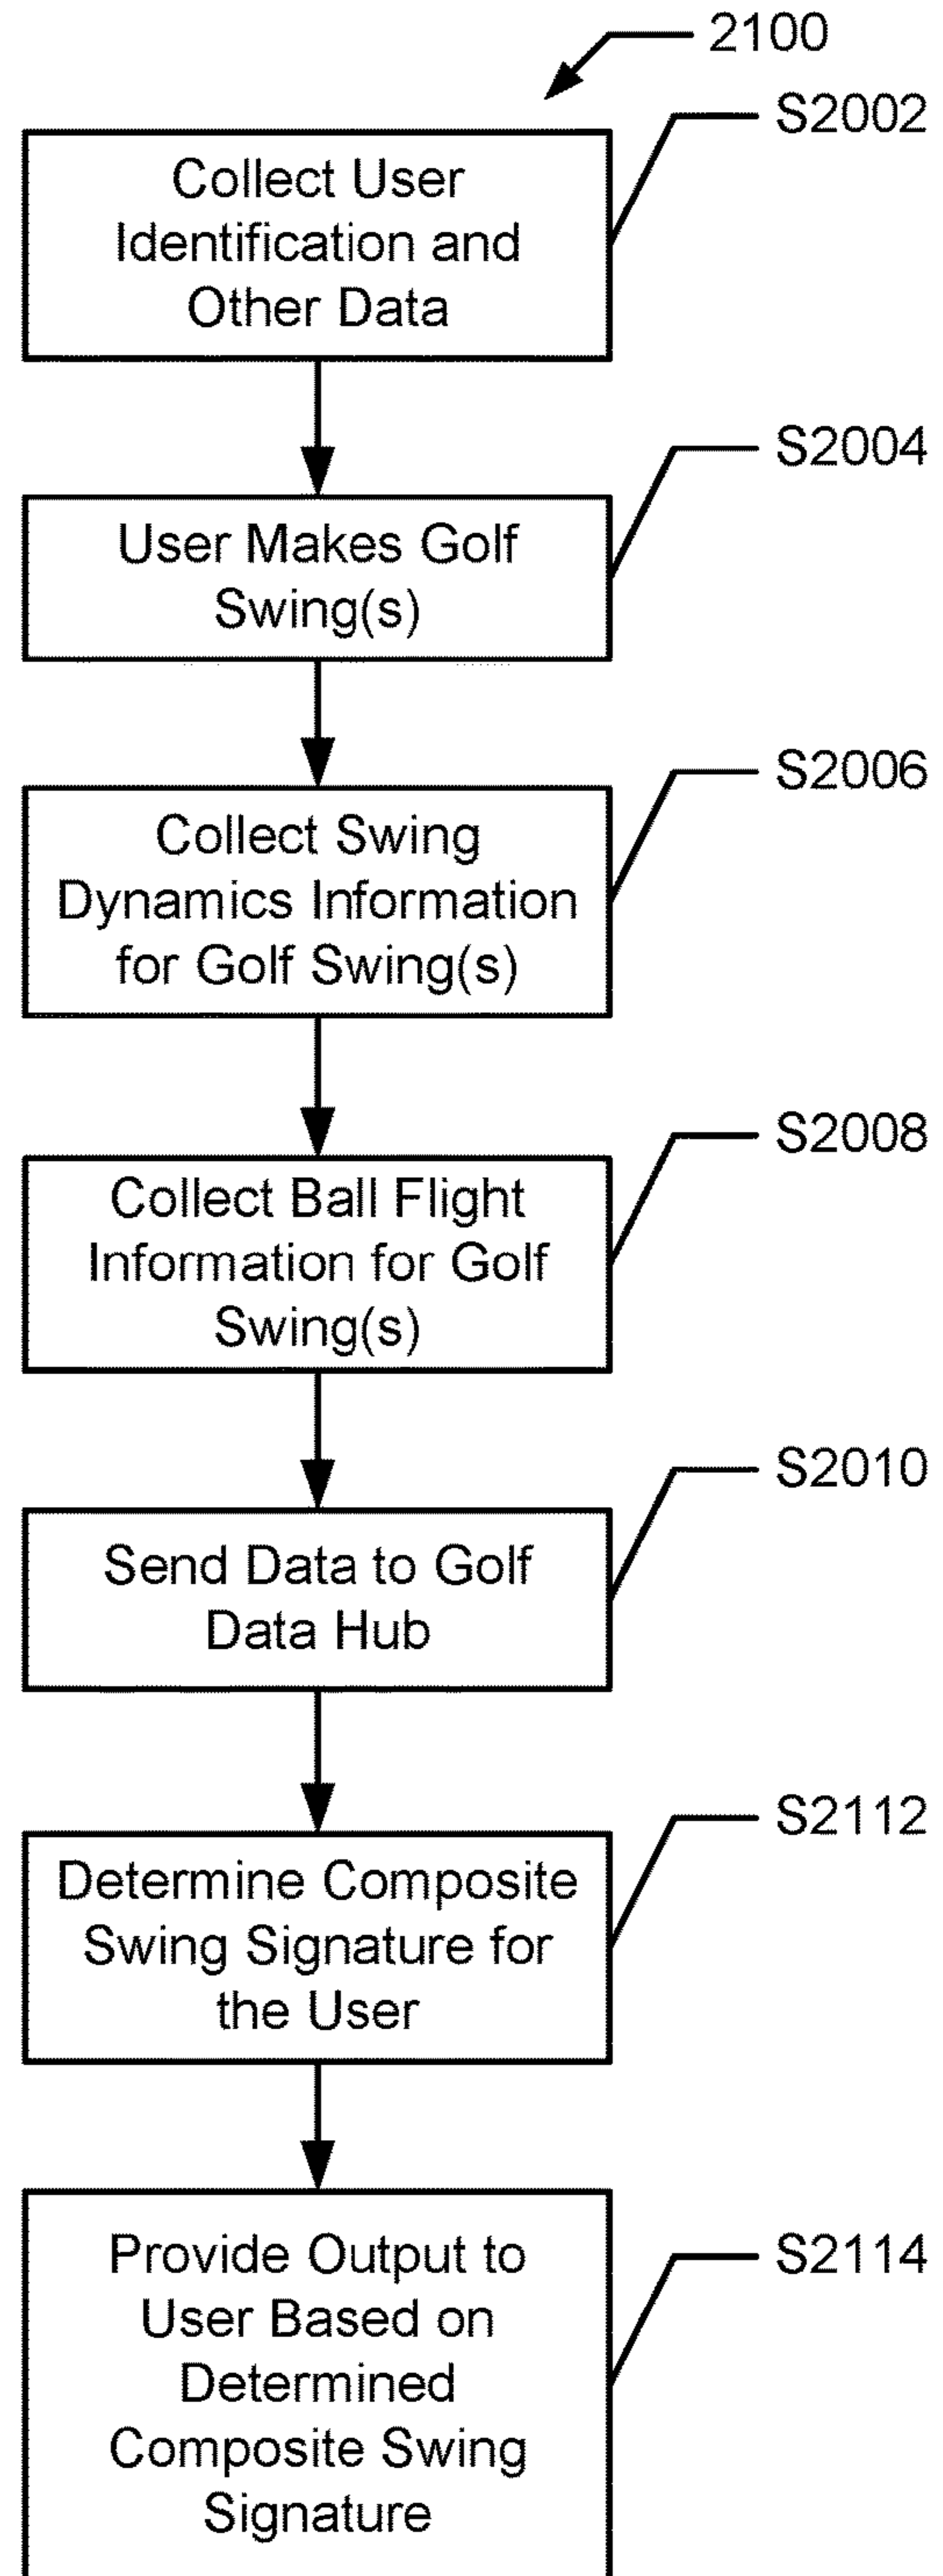 2100
S2002
Collect User
Identification and
Other Data
S2004
User Makes Golf
Swing(s)
S2006
Collect Swing
Dynamics Information
for Golf Swing(s)
S2008
Collect Ball Flight
Information for Golf
Swing(s)
S2010
Send Data to Golf
Data Hub
S2112
Determine Composite
Swing Signature for
the User
S2114
Provide Output to
User Based on
Determined
Composite Swing
Signature